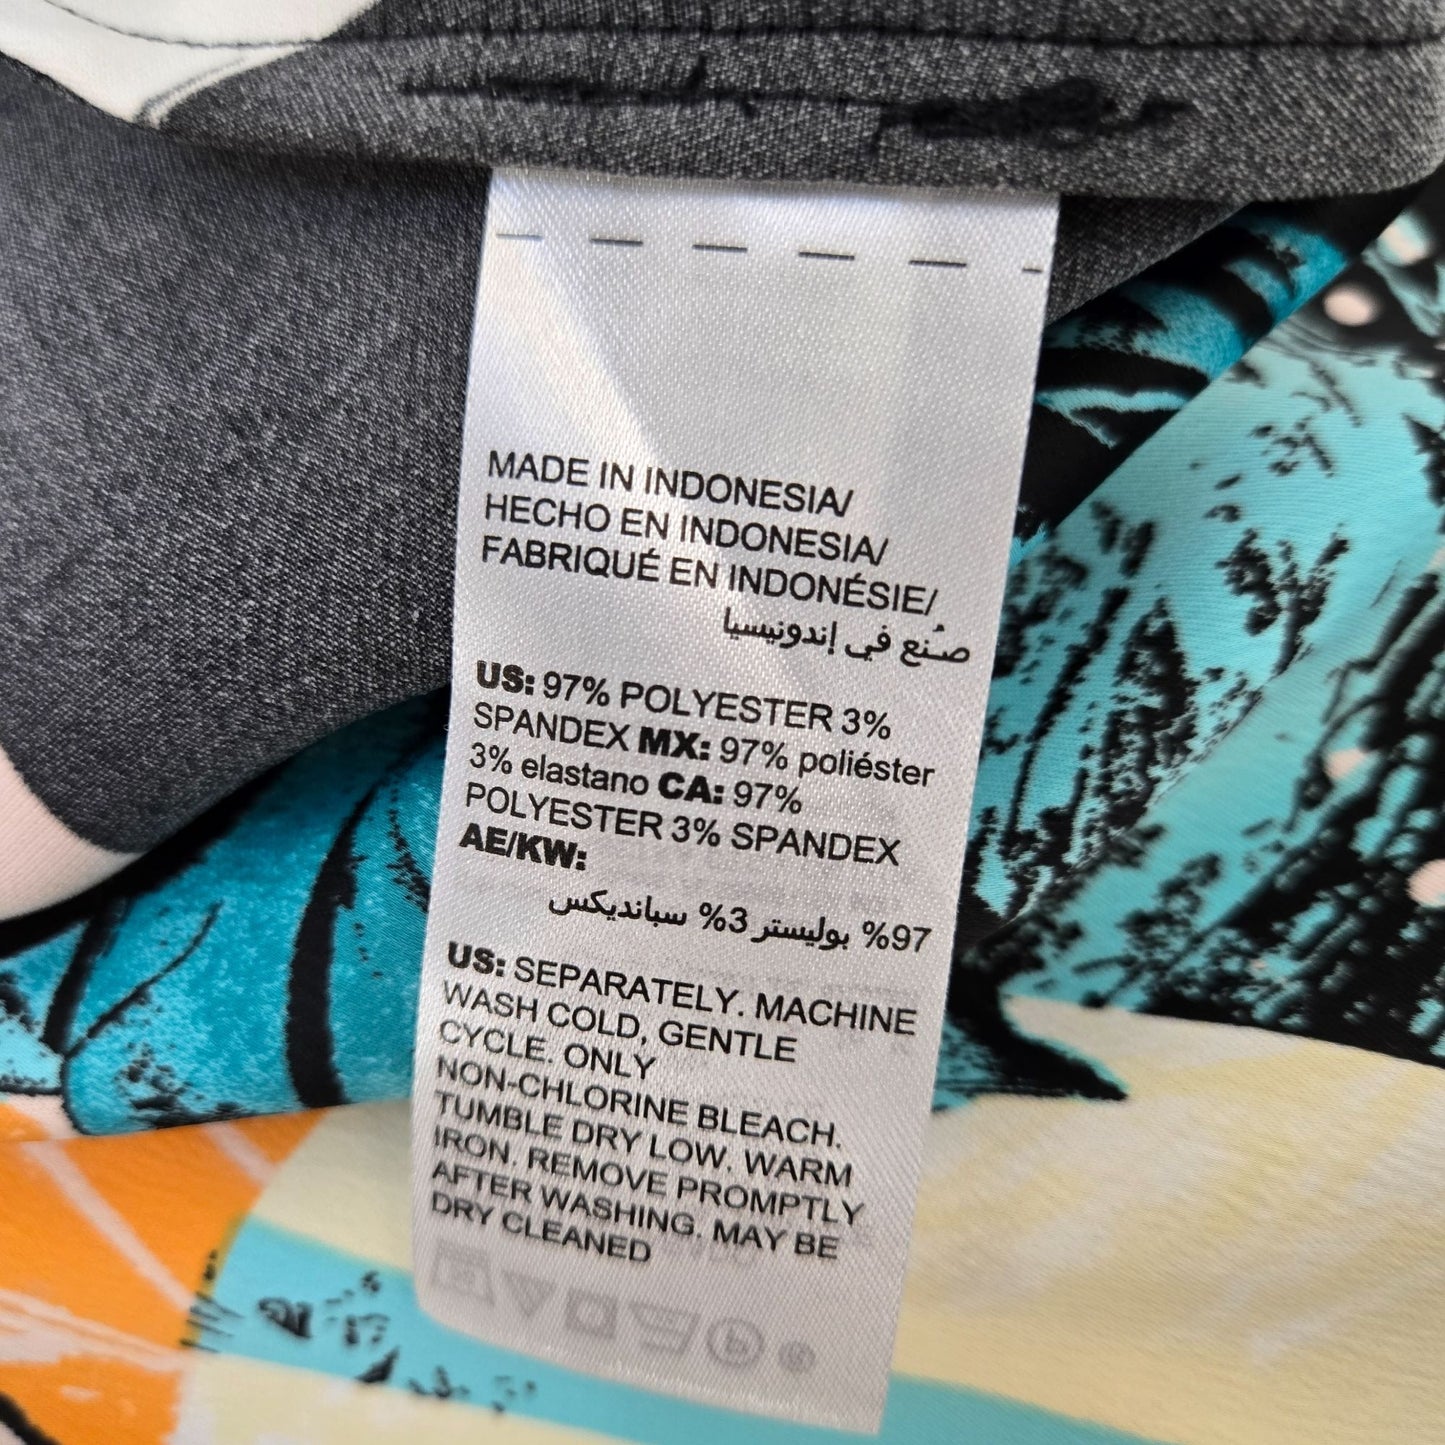 MADE IN INDONESIA/
HECHO EN INDONESIA/
FABRIQUÉ EN INDONÉSIE/
صُنع في إندونيسيا
US: 97% POLYESTER 3%
SPANDEX MX: 97% poliéster
3% elastano CA: 97%
POLYESTER 3% SPANDEX
AE/KW:
97% بوليستر 3% سبانديكس
US: SEPARATELY. MACHINE
WASH COLD, GENTLE
CYCLE. ONLY
NON-CHLORINE BLEACH.
TUMBLE DRY LOW. WARM
IRON. REMOVE PROMPTLY
AFTER WASHING. MAY BE
DRY CLEANED